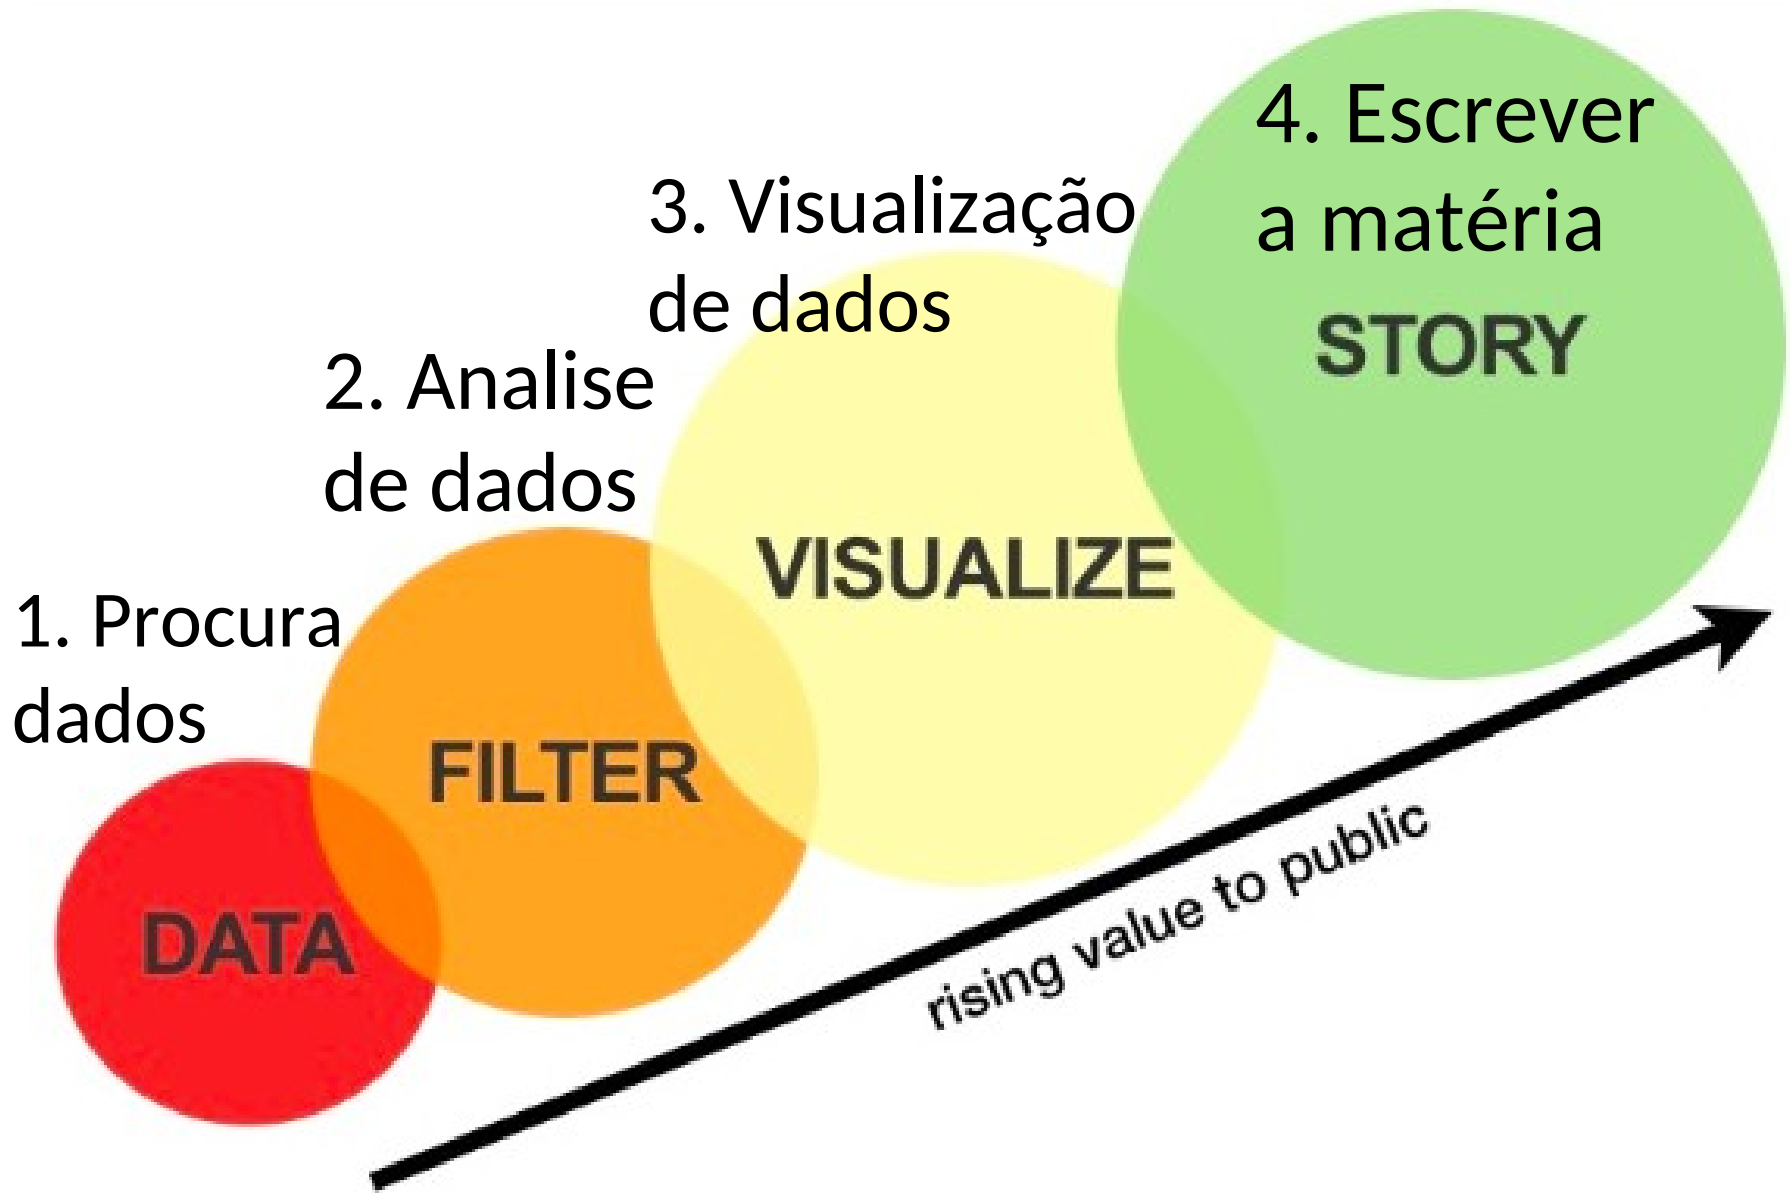 1. Procura
dados
DATA
2. Analise
de dados
FILTER
3. Visualização
de dados
VISUALIZE
4. Escrever
a matéria
STORY
rising value to public